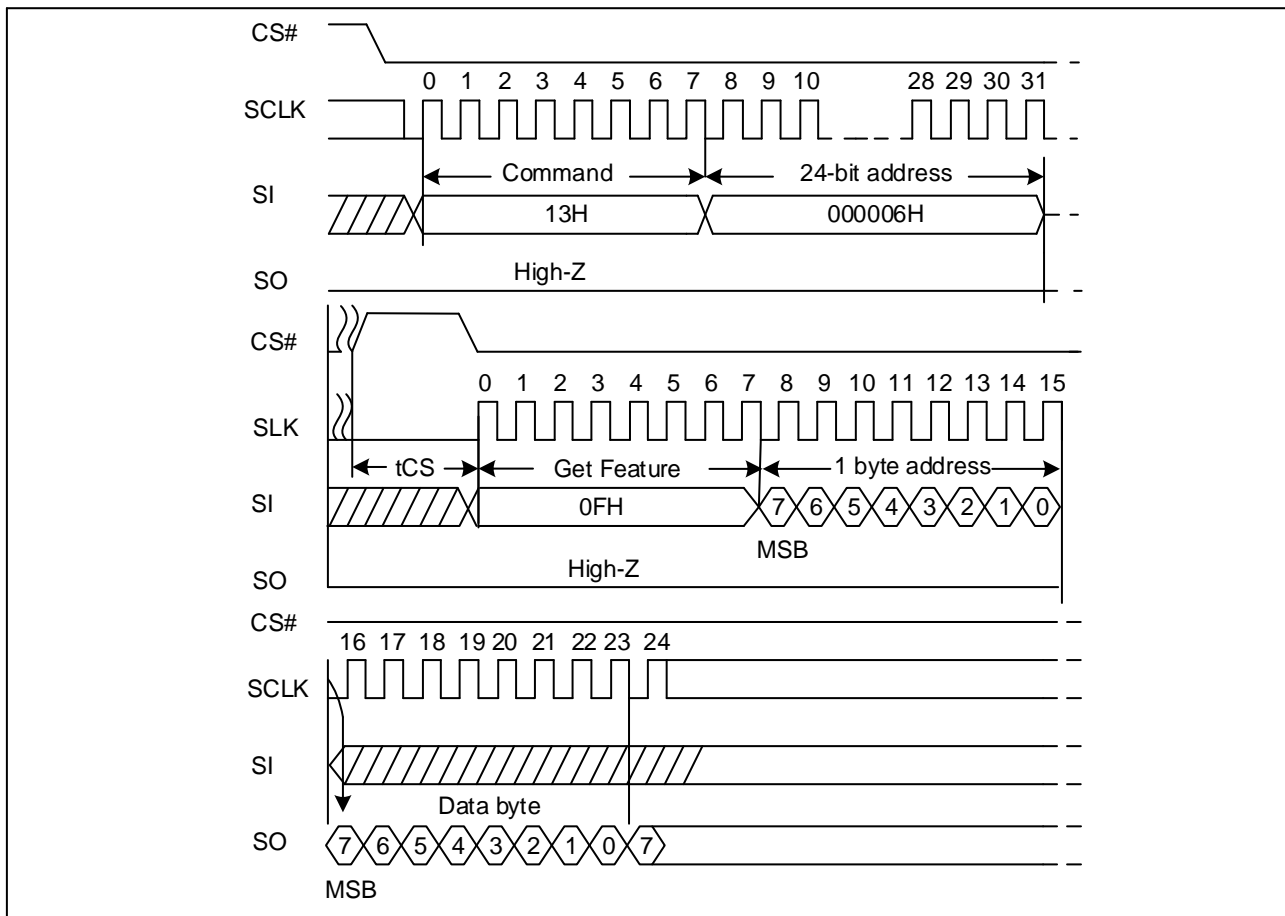 CS#
0 1 2 3 4 5 6 7 8 9 10 28 29 30 31
SCLK
Command 24-bit address
SI
13H 000006H
High-Z
SO
CS#
0 1 2 3 4 5 6 7 8 9 10 11 12 13 14 15
SLK
tCS Get Feature 1 byte address
SI 0FH 7 6 5 4 3 2 1 0
MSB
High-Z
SO
CS#
16 17 18 19 20 21 22 23 24
SCLK
SI
Data byte
SO 7 6 5 4 3 2 1 0 7
MSB